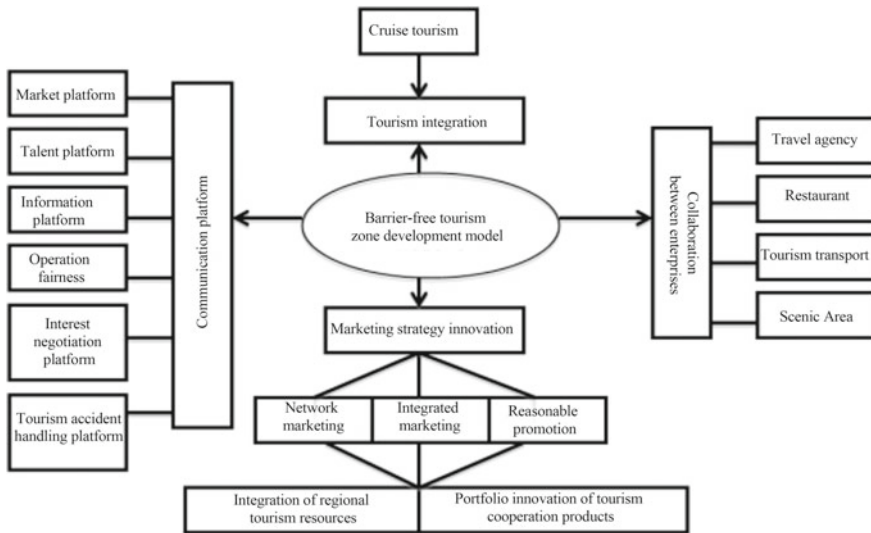 Cruise tourism
Tourism integration
Market platform
Talent platform
Information
platform
Operation
fairness
Interest
negotiation
platform
Tourism accident
handling platform
Communication platform
Barrier-free tourism
zone development model
Collaboration
between enterprises
Travel agency
Restaurant
Tourism transport
Scenic Area
Marketing strategy innovation
Network
marketing
Integrated
marketing
Reasonable
promotion
Integration of regional
tourism resources
Portfolio innovation of tourism
cooperation products